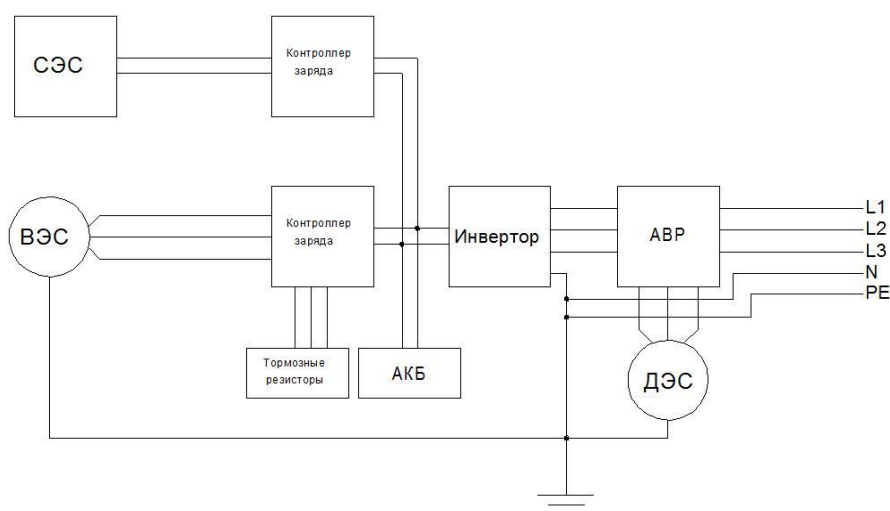 СЭС
Контроллер
заряда
ВЭС
Контроллер
заряда
Инвертор
АВР
L1
L2
L3
N
PE
Тормозные
резисторы
АКБ
ДЭС